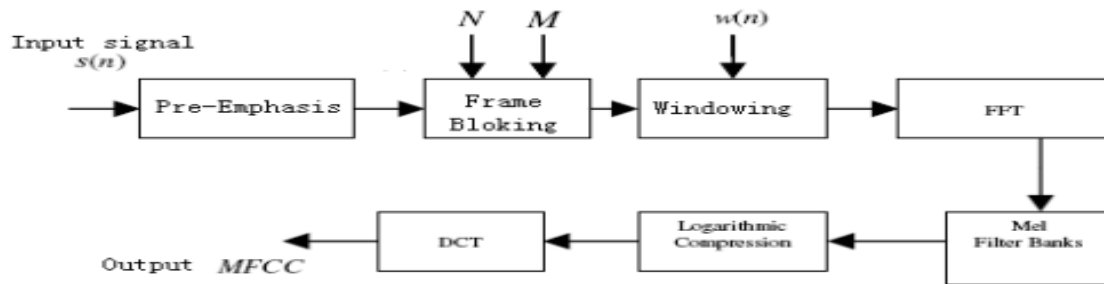 N M w(n)
Input signal
s(n)
Pre-Emphasis
Frame
Bloking
Windowing
FFT
Mel
Filter Banks
Logarithmic
Compression
DCT
Output MFCC